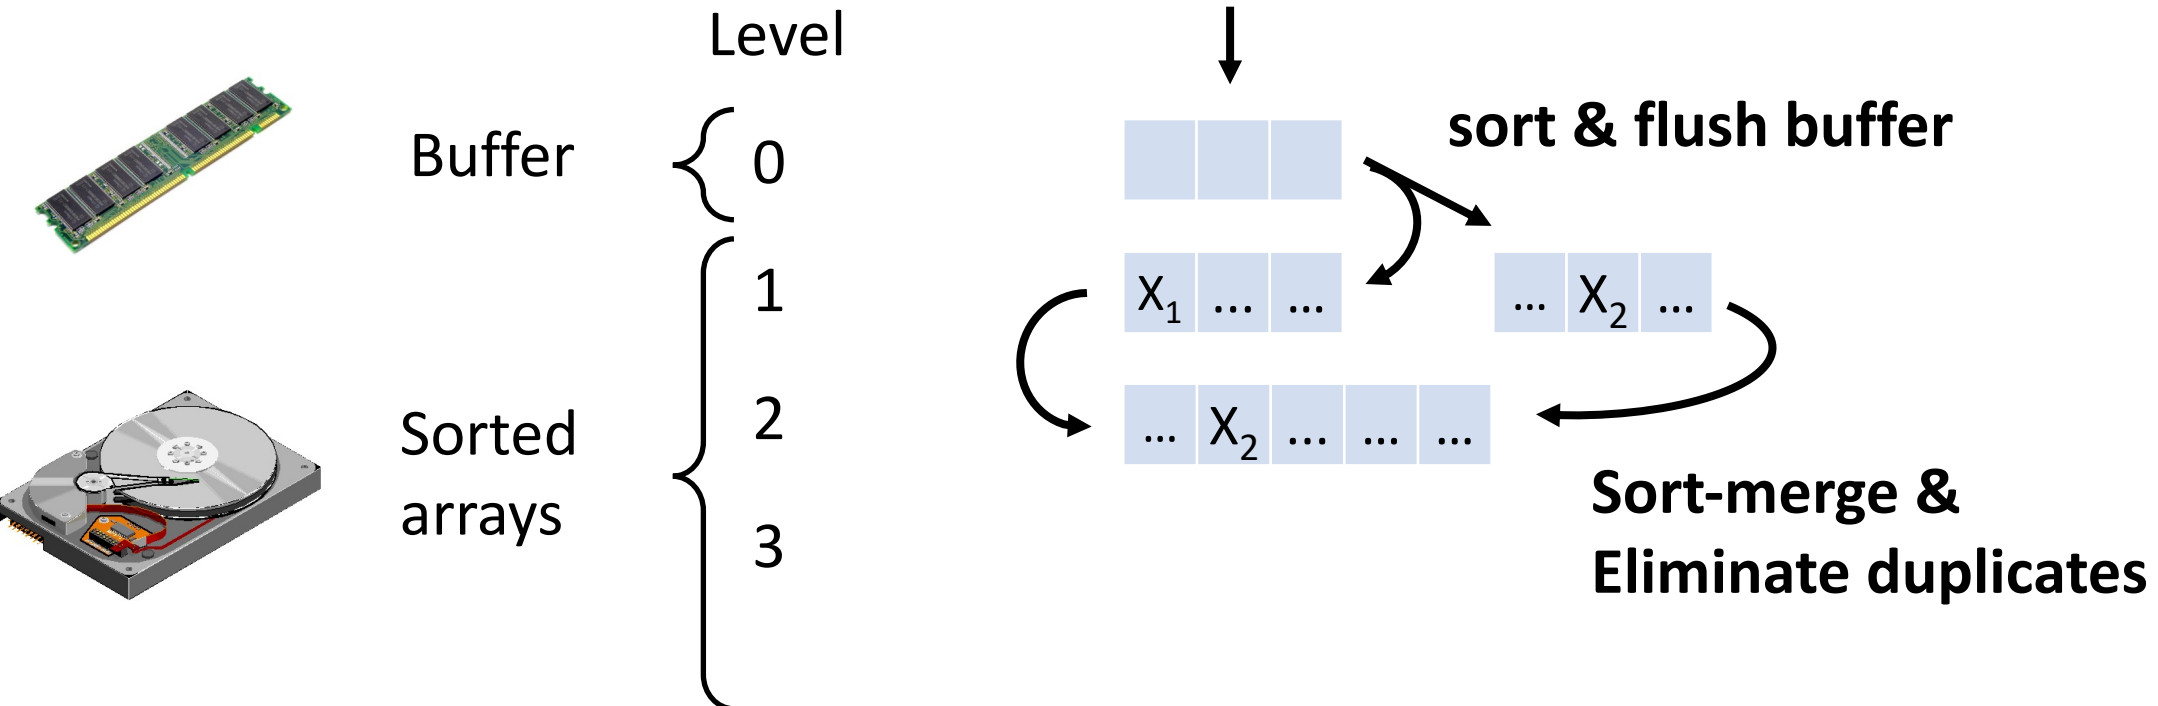 Level
Buffer
0
sort & flush buffer
1
X₁ ... ...
... X₂ ...
Sorted
arrays
2
... X₂ ... ... ...
3
Sort-merge &
Eliminate duplicates